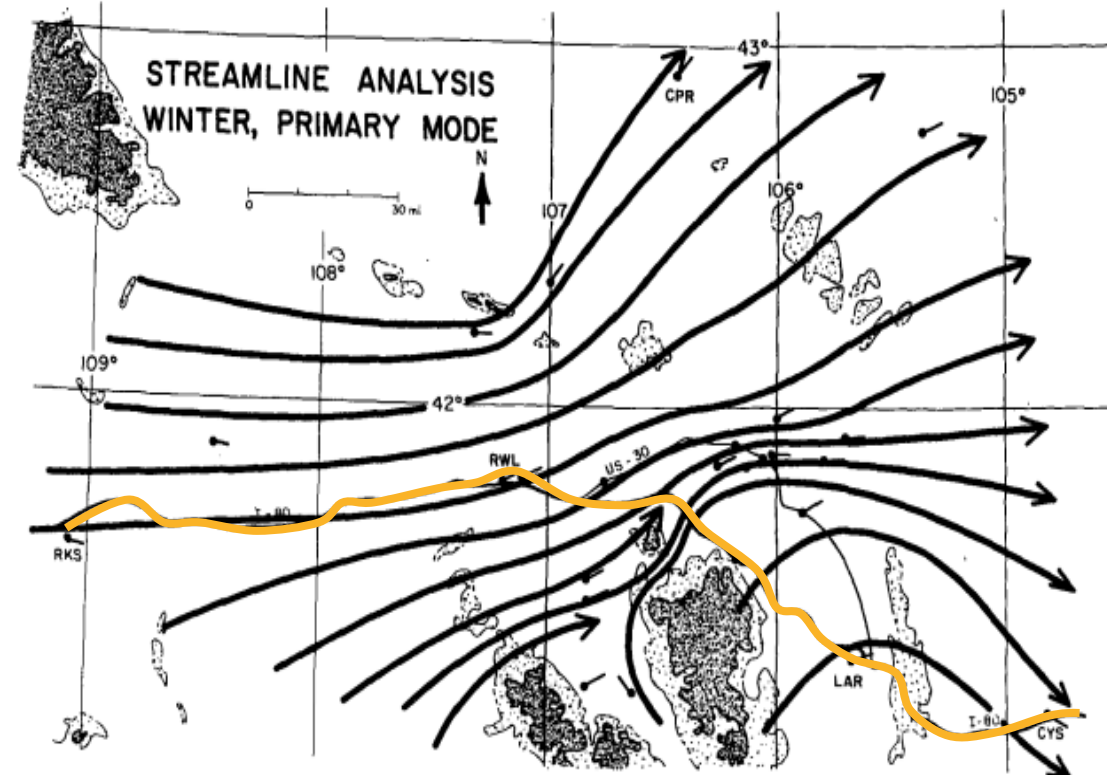 STREAMLINE ANALYSIS
WINTER, PRIMARY MODE
N
0 30 mi
43°
CPR
105°
106°
107
108°
109°
42°
RWL
US-30
I-80
RKS
LAR
I-80
CYS